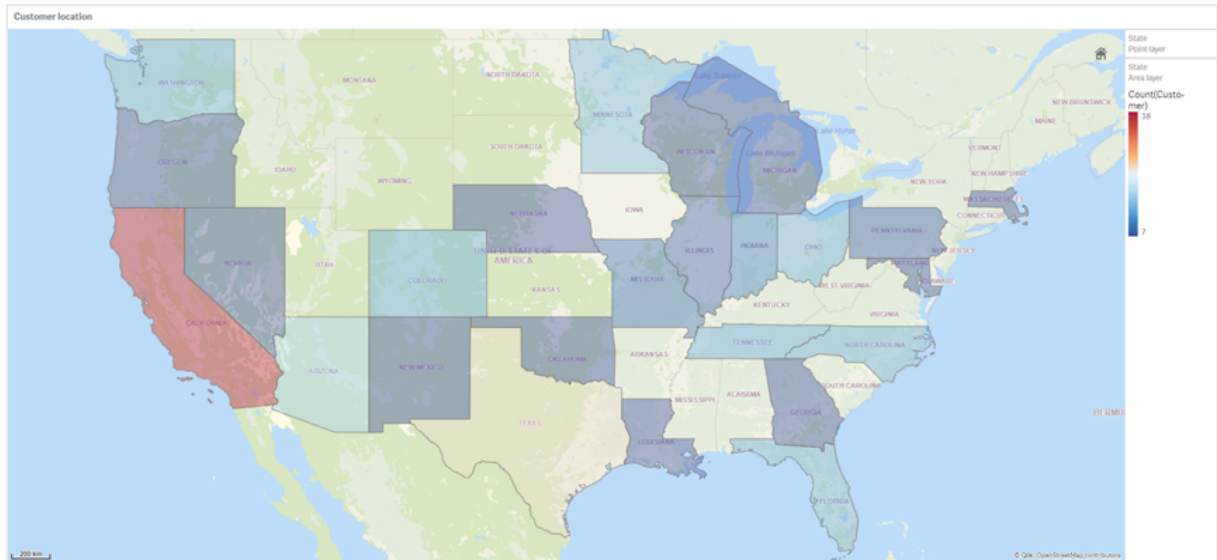 Customer location
State
Point layer
State
Area layer
Count(Custo-
mer)
38
7
WASHINGTON
MONTANA
NORTH DAKOTA
MINNESOTA
Lake Superior
Lake Huron
NEW BRUNSWICK
MAINE
OREGON
IDAHO
WYOMING
SOUTH DAKOTA
WISCONSIN
Lake Michigan
MICHIGAN
VERMONT
NEW HAMPSHIRE
NEW YORK
MASSACHUSETTS
CONNECTICUT
NEBRASKA
IOWA
NEVADA
UTAH
COLORADO
UNITED STATES OF
AMERICA
KANSAS
MISSOURI
ILLINOIS
INDIANA
OHIO
PENNSYLVANIA
NEW JERSEY
MARYLAND
DELAWARE
WEST VIRGINIA
KENTUCKY
VIRGINIA
CALIFORNIA
ARIZONA
NEW MEXICO
OKLAHOMA
ARKANSAS
TENNESSEE
NORTH CAROLINA
SOUTH CAROLINA
MISSISSIPPI
ALABAMA
GEORGIA
TEXAS
LOUISIANA
FLORIDA
200 km
© Qlik, OpenStreetMap contributors